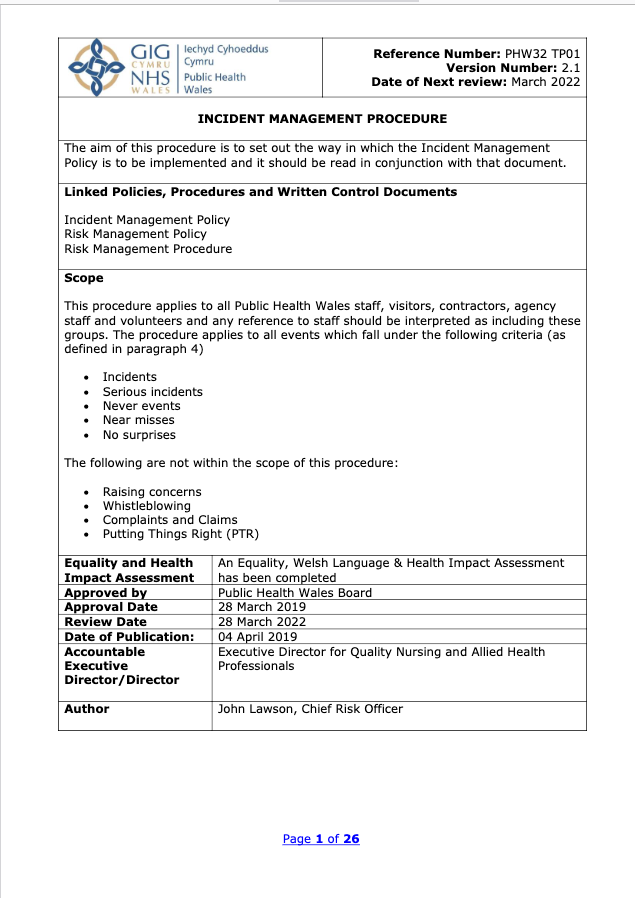 GIG
CYMRU
NHS
WALES
Iechyd Cyhoeddus
Cymru
Public Health
Wales
Reference Number: PHW32 TP01
Version Number: 2.1
Date of Next review: March 2022
INCIDENT MANAGEMENT PROCEDURE
The aim of this procedure is to set out the way in which the Incident Management
Policy is to be implemented and it should be read in conjunction with that document.
Linked Policies, Procedures and Written Control Documents
Incident Management Policy
Risk Management Policy
Risk Management Procedure
Scope
This procedure applies to all Public Health Wales staff, visitors, contractors, agency
staff and volunteers and any reference to staff should be interpreted as including these
groups. The procedure applies to all events which fall under the following criteria (as
defined in paragraph 4)
• Incidents
• Serious incidents
• Never events
• Near misses
• No surprises
The following are not within the scope of this procedure:
• Raising concerns
• Whistleblowing
• Complaints and Claims
• Putting Things Right (PTR)
Equality and Health
Impact Assessment
An Equality, Welsh Language & Health Impact Assessment
has been completed
Approved by
Public Health Wales Board
Approval Date
28 March 2019
Review Date
28 March 2022
Date of Publication:
04 April 2019
Accountable
Executive
Director/Director
Executive Director for Quality Nursing and Allied Health
Professionals
Author
John Lawson, Chief Risk Officer
Page 1 of 26